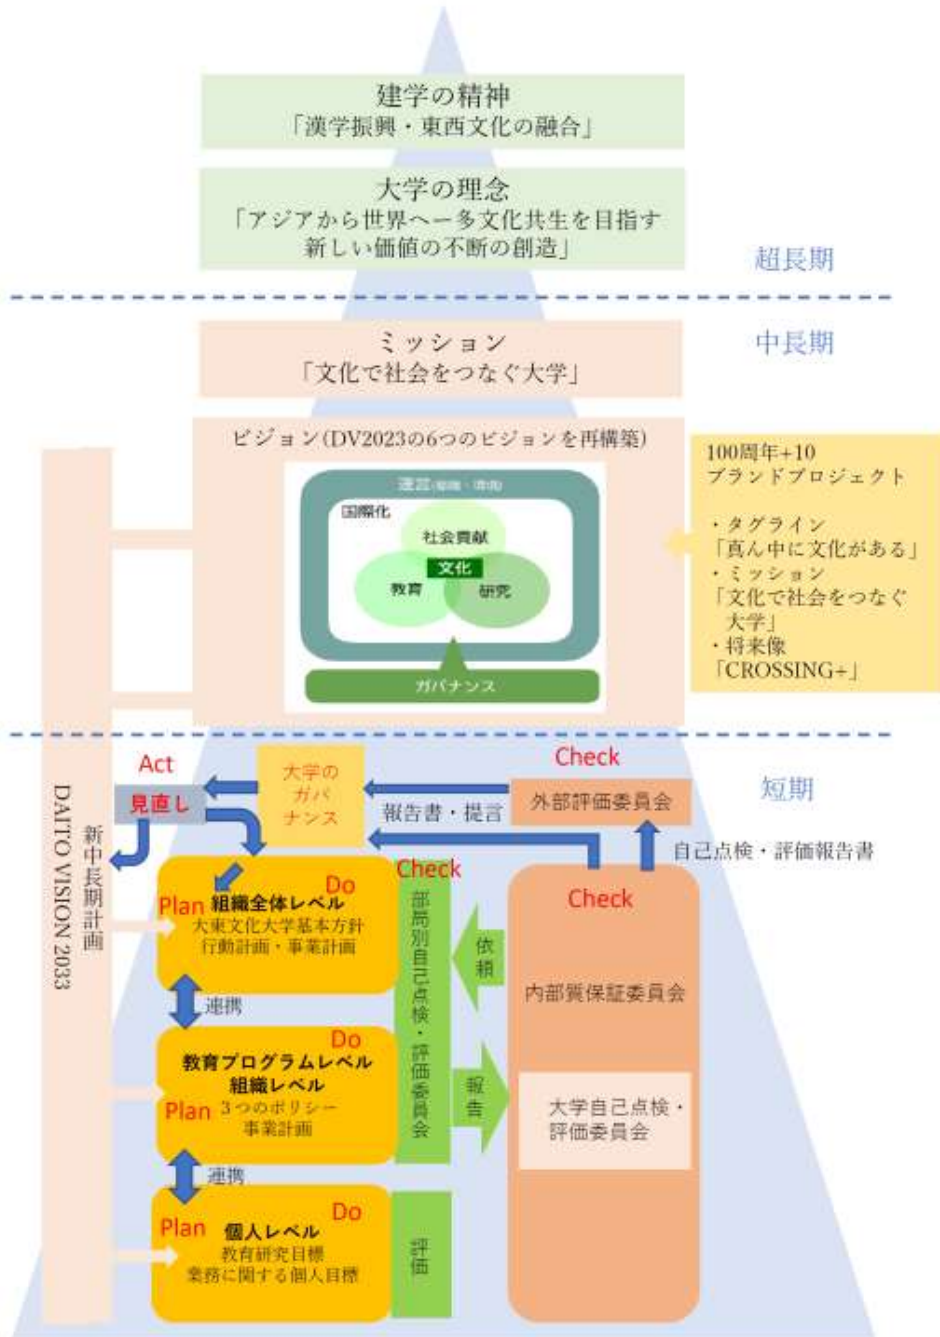 建学の精神
「漢学振興・東西文化の融合」
大学の理念
「アジアから世界へー多文化共生を目指す
新しい価値の不断の創造」
超長期
中長期
ミッション
「文化で社会をつなぐ大学」
ビジョン(DV2023の6つのビジョンを再構築)
運営
国際化
社会貢献
文化
教育
研究
ガバナンス
100周年+10
ブランドプロジェクト
・タグライン
「真ん中に文化がある」
・ミッション
「文化で社会をつなぐ
大学」
・将来像
「CROSSING+」
短期
新中長期計画
DAITO VISION 2033
Act
見直し
大学の
ガバ
ナンス
Check
外部評価委員会
報告書・提言
自己点検・評価報告書
Plan
Do
組織全体レベル
大東文化大学基本方針
行動計画・事業計画
連携
Do
教育プログラムレベル
組織レベル
Plan
3つのポリシー
事業計画
連携
Plan
Do
個人レベル
教育研究目標
業務に関する個人目標
Check
部局別自己点検・評価委員会
評価
依頼
報告
Check
内部質保証委員会
大学自己点検・
評価委員会